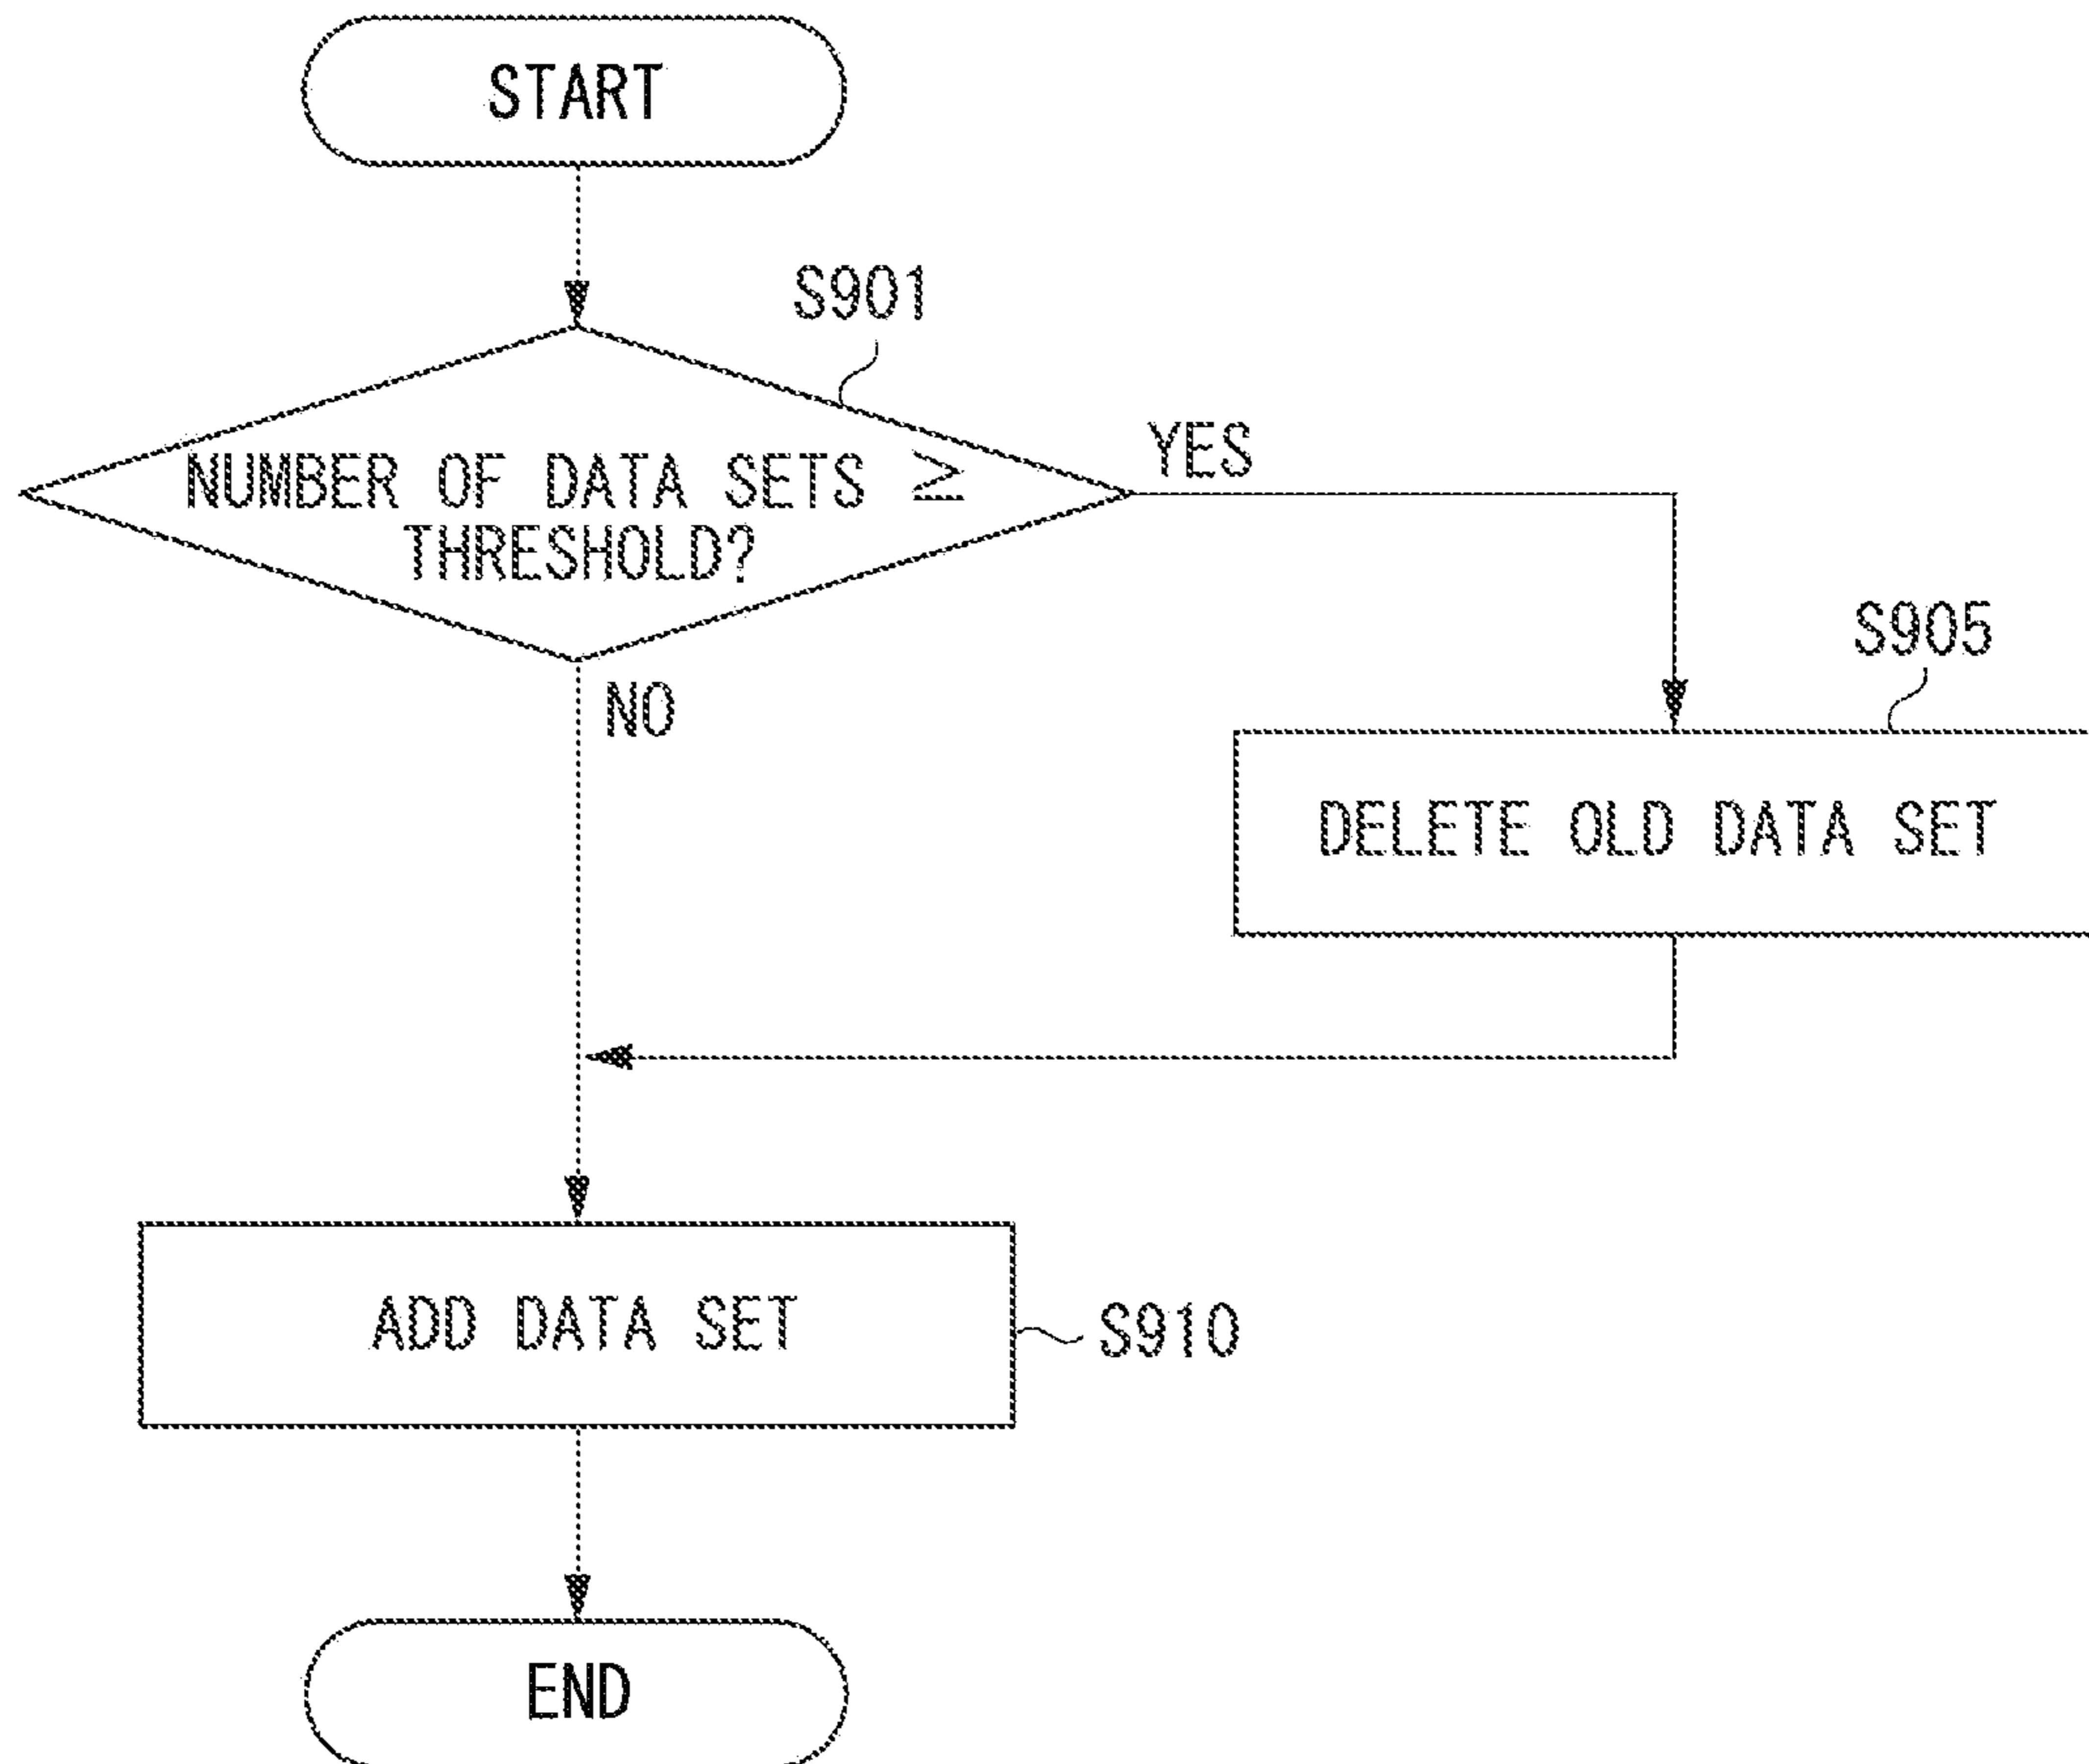 START
S901
NUMBER OF DATA SETS ≥
THRESHOLD?
YES
NO
S905
DELETE OLD DATA SET
ADD DATA SET
S910
END